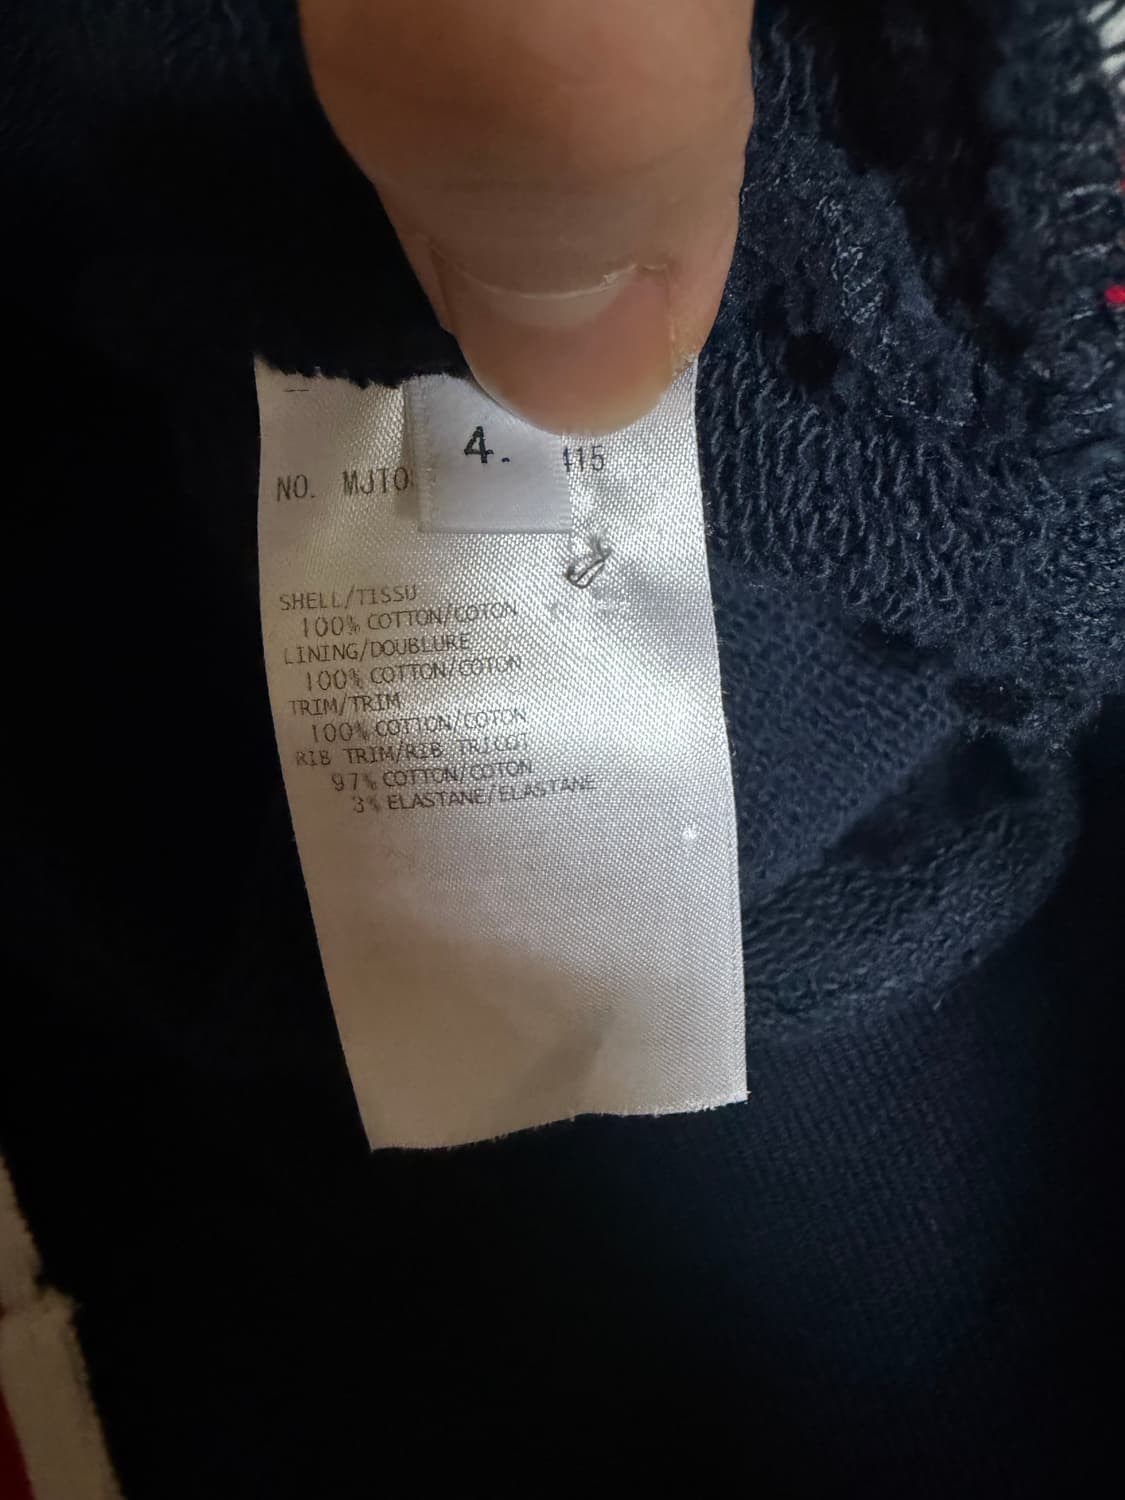 4.
NO. MJTO 415
SHELL/TISSU
100% COTTON/COTON
LINING/DOUBLURE
100% COTTON/COTON
TRIM/TRIM
100% COTTON/COTON
RIB TRIM/RIB TRICOT
97% COTTON/COTON
3% ELASTANE/ELASTANE